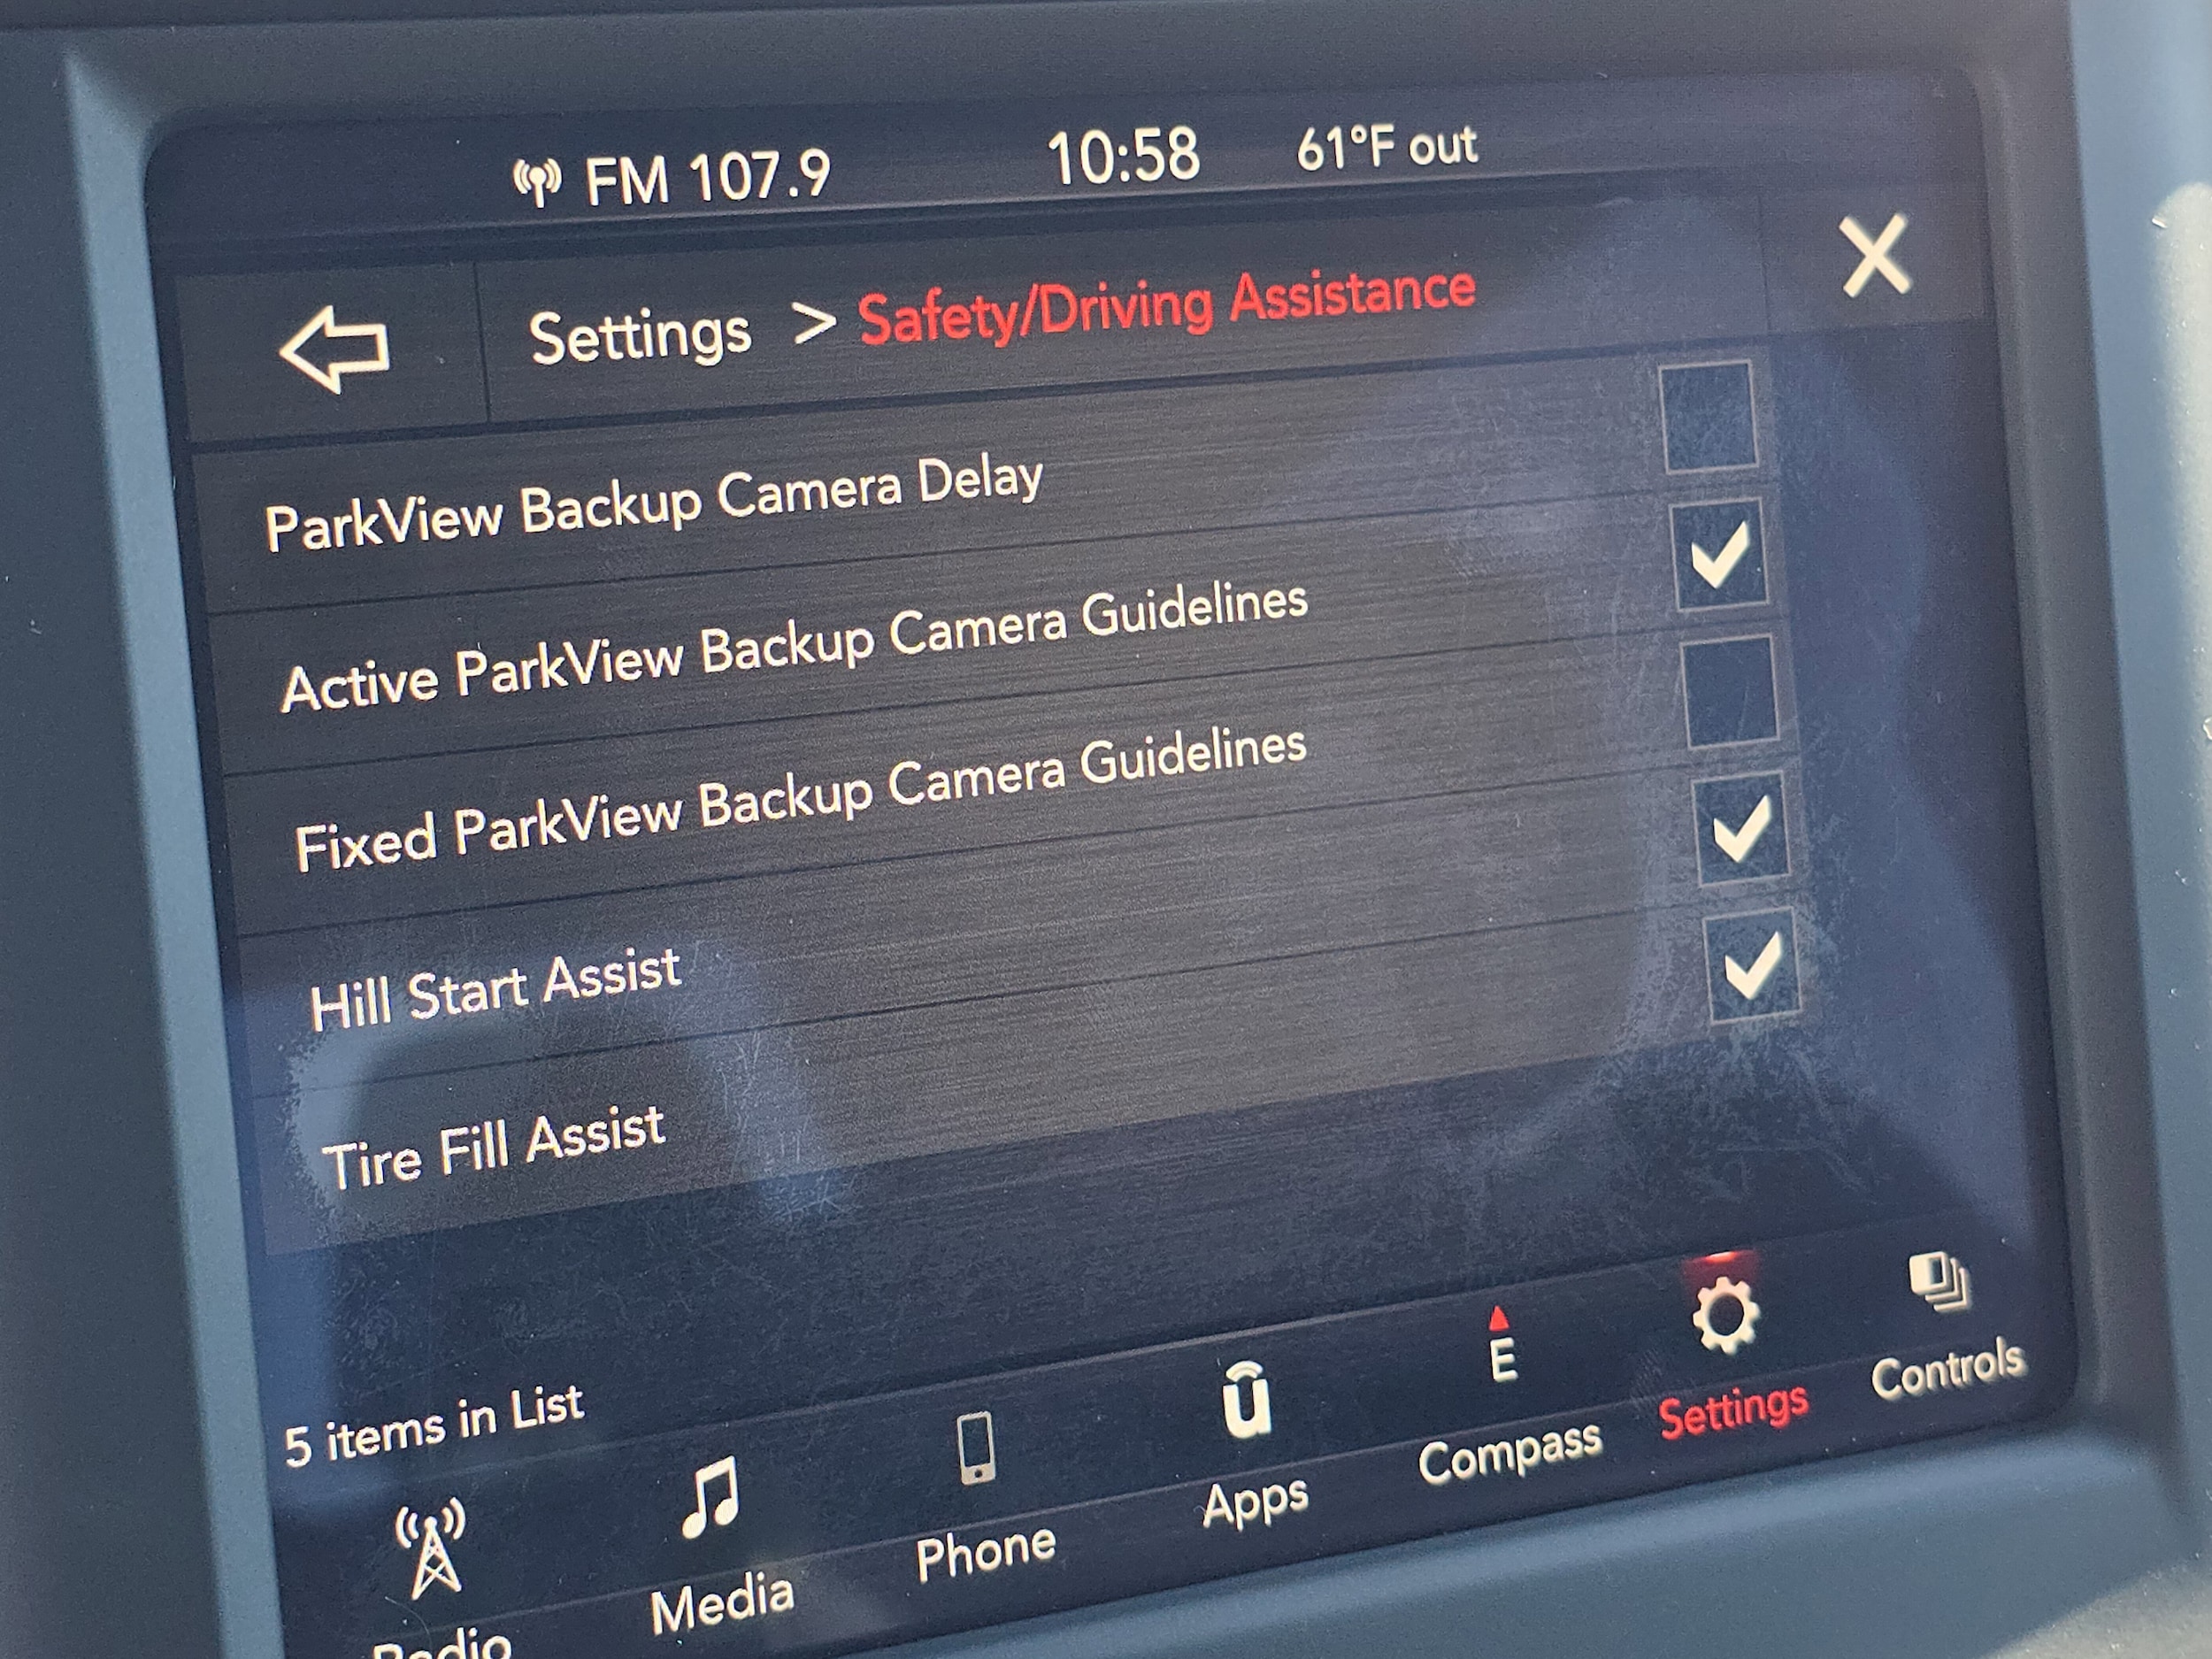 FM 107.9 10:58 61°F out
Settings > Safety/Driving Assistance
ParkView Backup Camera Delay
Active ParkView Backup Camera Guidelines
Fixed ParkView Backup Camera Guidelines
Hill Start Assist
Tire Fill Assist
5 items in List
E
Radio Media Phone Apps Compass Settings Controls